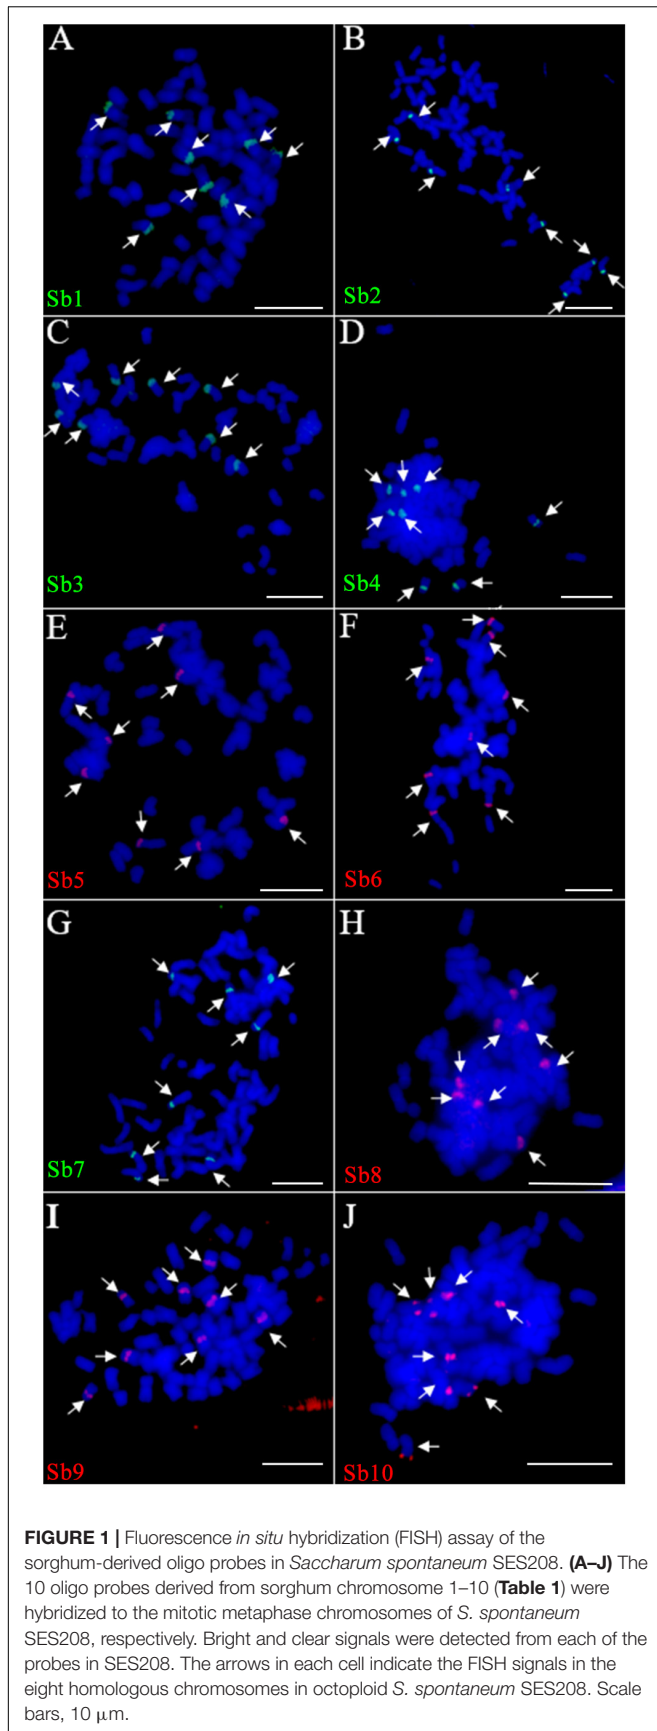 A
B
Sb1
Sb2
C
D
Sb3
Sb4
E
F
Sb5
Sb6
G
H
Sb7
Sb8
I
J
Sb9
Sb10
FIGURE 1 | Fluorescence in situ hybridization (FISH) assay of the
sorghum-derived oligo probes in Saccharum spontaneum SES208. (A–J) The
10 oligo probes derived from sorghum chromosome 1–10 (Table 1) were
hybridized to the mitotic metaphase chromosomes of S. spontaneum
SES208, respectively. Bright and clear signals were detected from each of the
probes in SES208. The arrows in each cell indicate the FISH signals in the
eight homologous chromosomes in octoploid S. spontaneum SES208. Scale
bars, 10 μm.